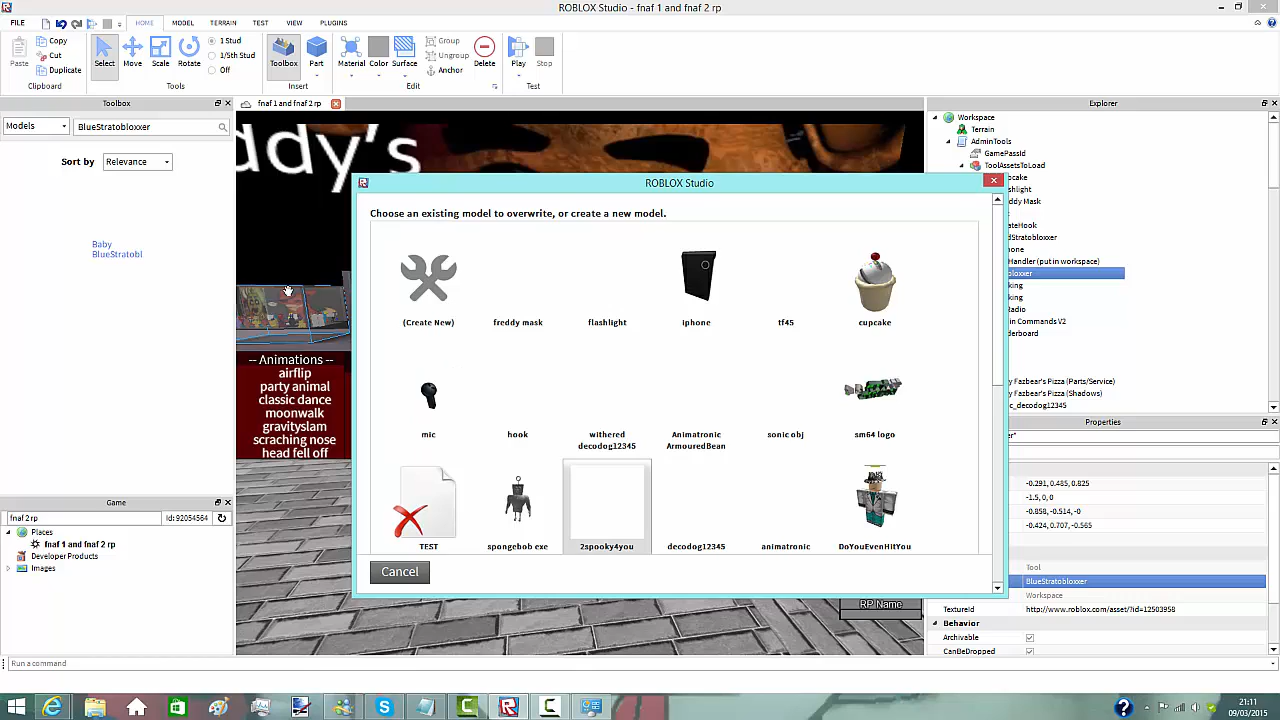 ROBLOX Studio - fnaf 1 and fnaf 2 rp
FILE HOME MODEL TERRAIN TEST VIEW PLUGINS
Paste Copy Cut Duplicate
Select Move Scale Rotate
1 Stud
1/5th Stud
Off
Toolbox Part
Material Color Surface
Group
Ungroup
Anchor
Delete
Play Stop
Clipboard Tools Insert Edit Test
Toolbox
Models BlueStratobloxxer
Sort by Relevance
Baby
BlueStratobl
fnaf 1 and fnaf 2 rp
ddy's
-- Animations --
airflip
party animal
classic dance
moonwalk
gravityslam
scraching nose
head fell off
RP Name
ROBLOX Studio
Choose an existing model to overwrite, or create a new model.
(Create New) freddy mask flashlight iphone tf45 cupcake
mic hook withered decodog12345 Animatronic ArmouredBean sonic obj sm64 logo
TEST spongebob exe 2spooky4you decodog12345 animatronic DoYouEvenHitYou
Cancel
Explorer
Workspace
Terrain
AdminTools
GamePassId
ToolAssetsToLoad
cake
hlight
ddy Mask
ateHook
dStratobloxxer
one
Handler (put in workspace)
bloxxer
king
king
Radio
n Commands V2
derboard
y Fazbear's Pizza (Parts/Service)
y Fazbear's Pizza (Shadows)
c_decodog12345
Properties
-0.291, 0.485, 0.825
-1.5, 0, 0
-0.858, -0.514, -0
-0.424, 0.707, -0.565
Tool
BlueStratobloxxer
Workspace
TextureId http://www.roblox.com/asset/?id=12503958
Behavior
Archivable
CanBeDropped
Game
fnaf 2 rp Id: 92054564
Places
fnaf 1 and fnaf 2 rp
Developer Products
Images
Run a command
21:11
09/03/2015